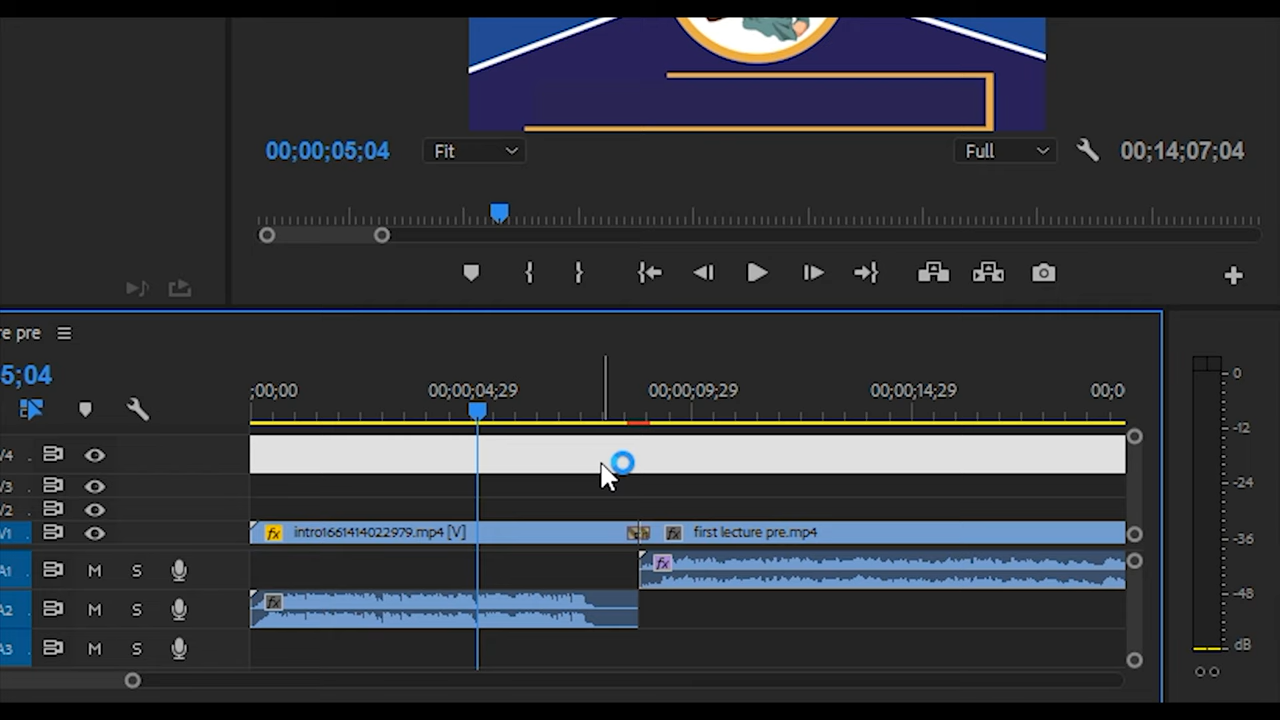 00;00;05;04 Fit Full 00;14;07;04
re pre
5;04
;00;00 00;00;04;29 00;00;09;29 00;00;14;29 00;0
V4
V3
V2
V1 fx intro1661414022979.mp4 [V] fx first lecture pre.mp4
A1 M S fx
A2 M S fx
A3 M S
0
-12
-24
-36
-48
dB